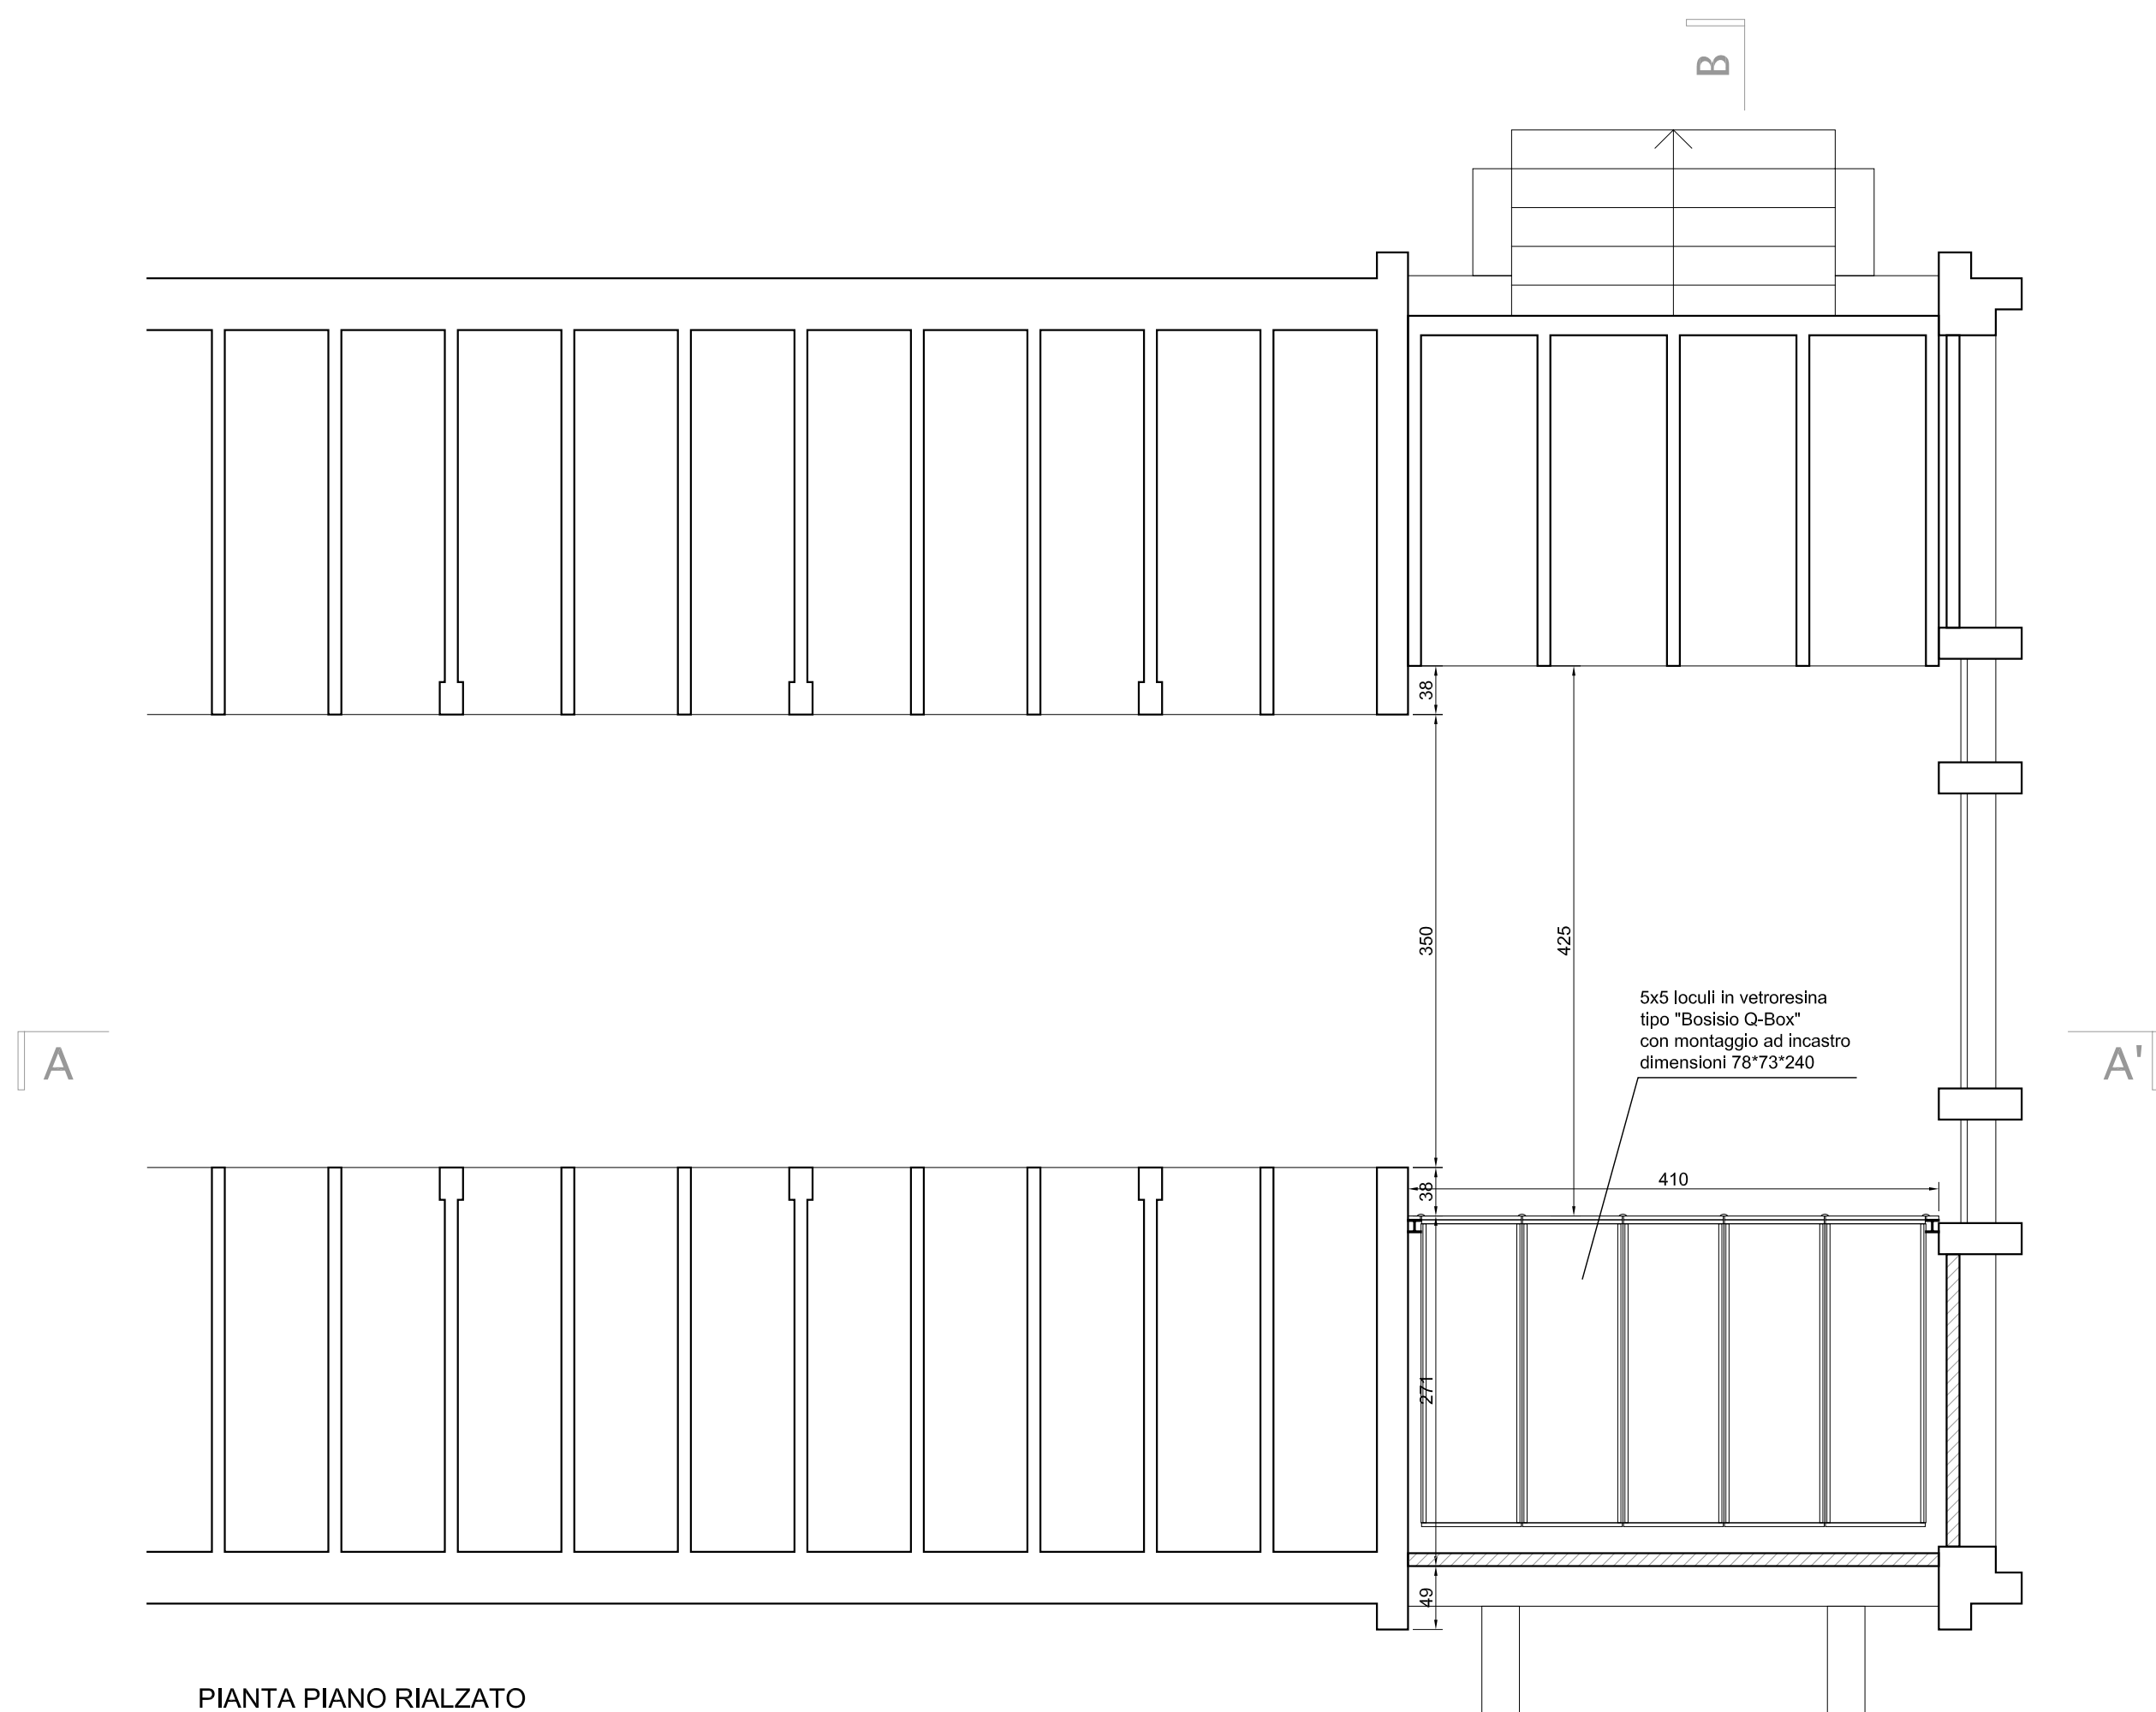 B
38
350
425
5x5 loculi in vetroresina
tipo "Bosisio Q-Box"
con montaggio ad incastro
dimensioni 78*73*240
A
A'
410
38
271
49
PIANTA PIANO RIALZATO